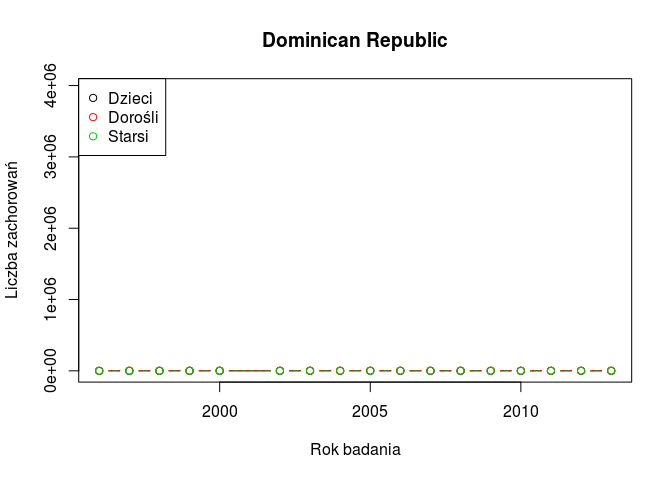 Dominican Republic
Dzieci
Dorośli
Starsi
Liczba zachorowań
4e+06
3e+06
2e+06
1e+06
0e+00
2000
2005
2010
Rok badania